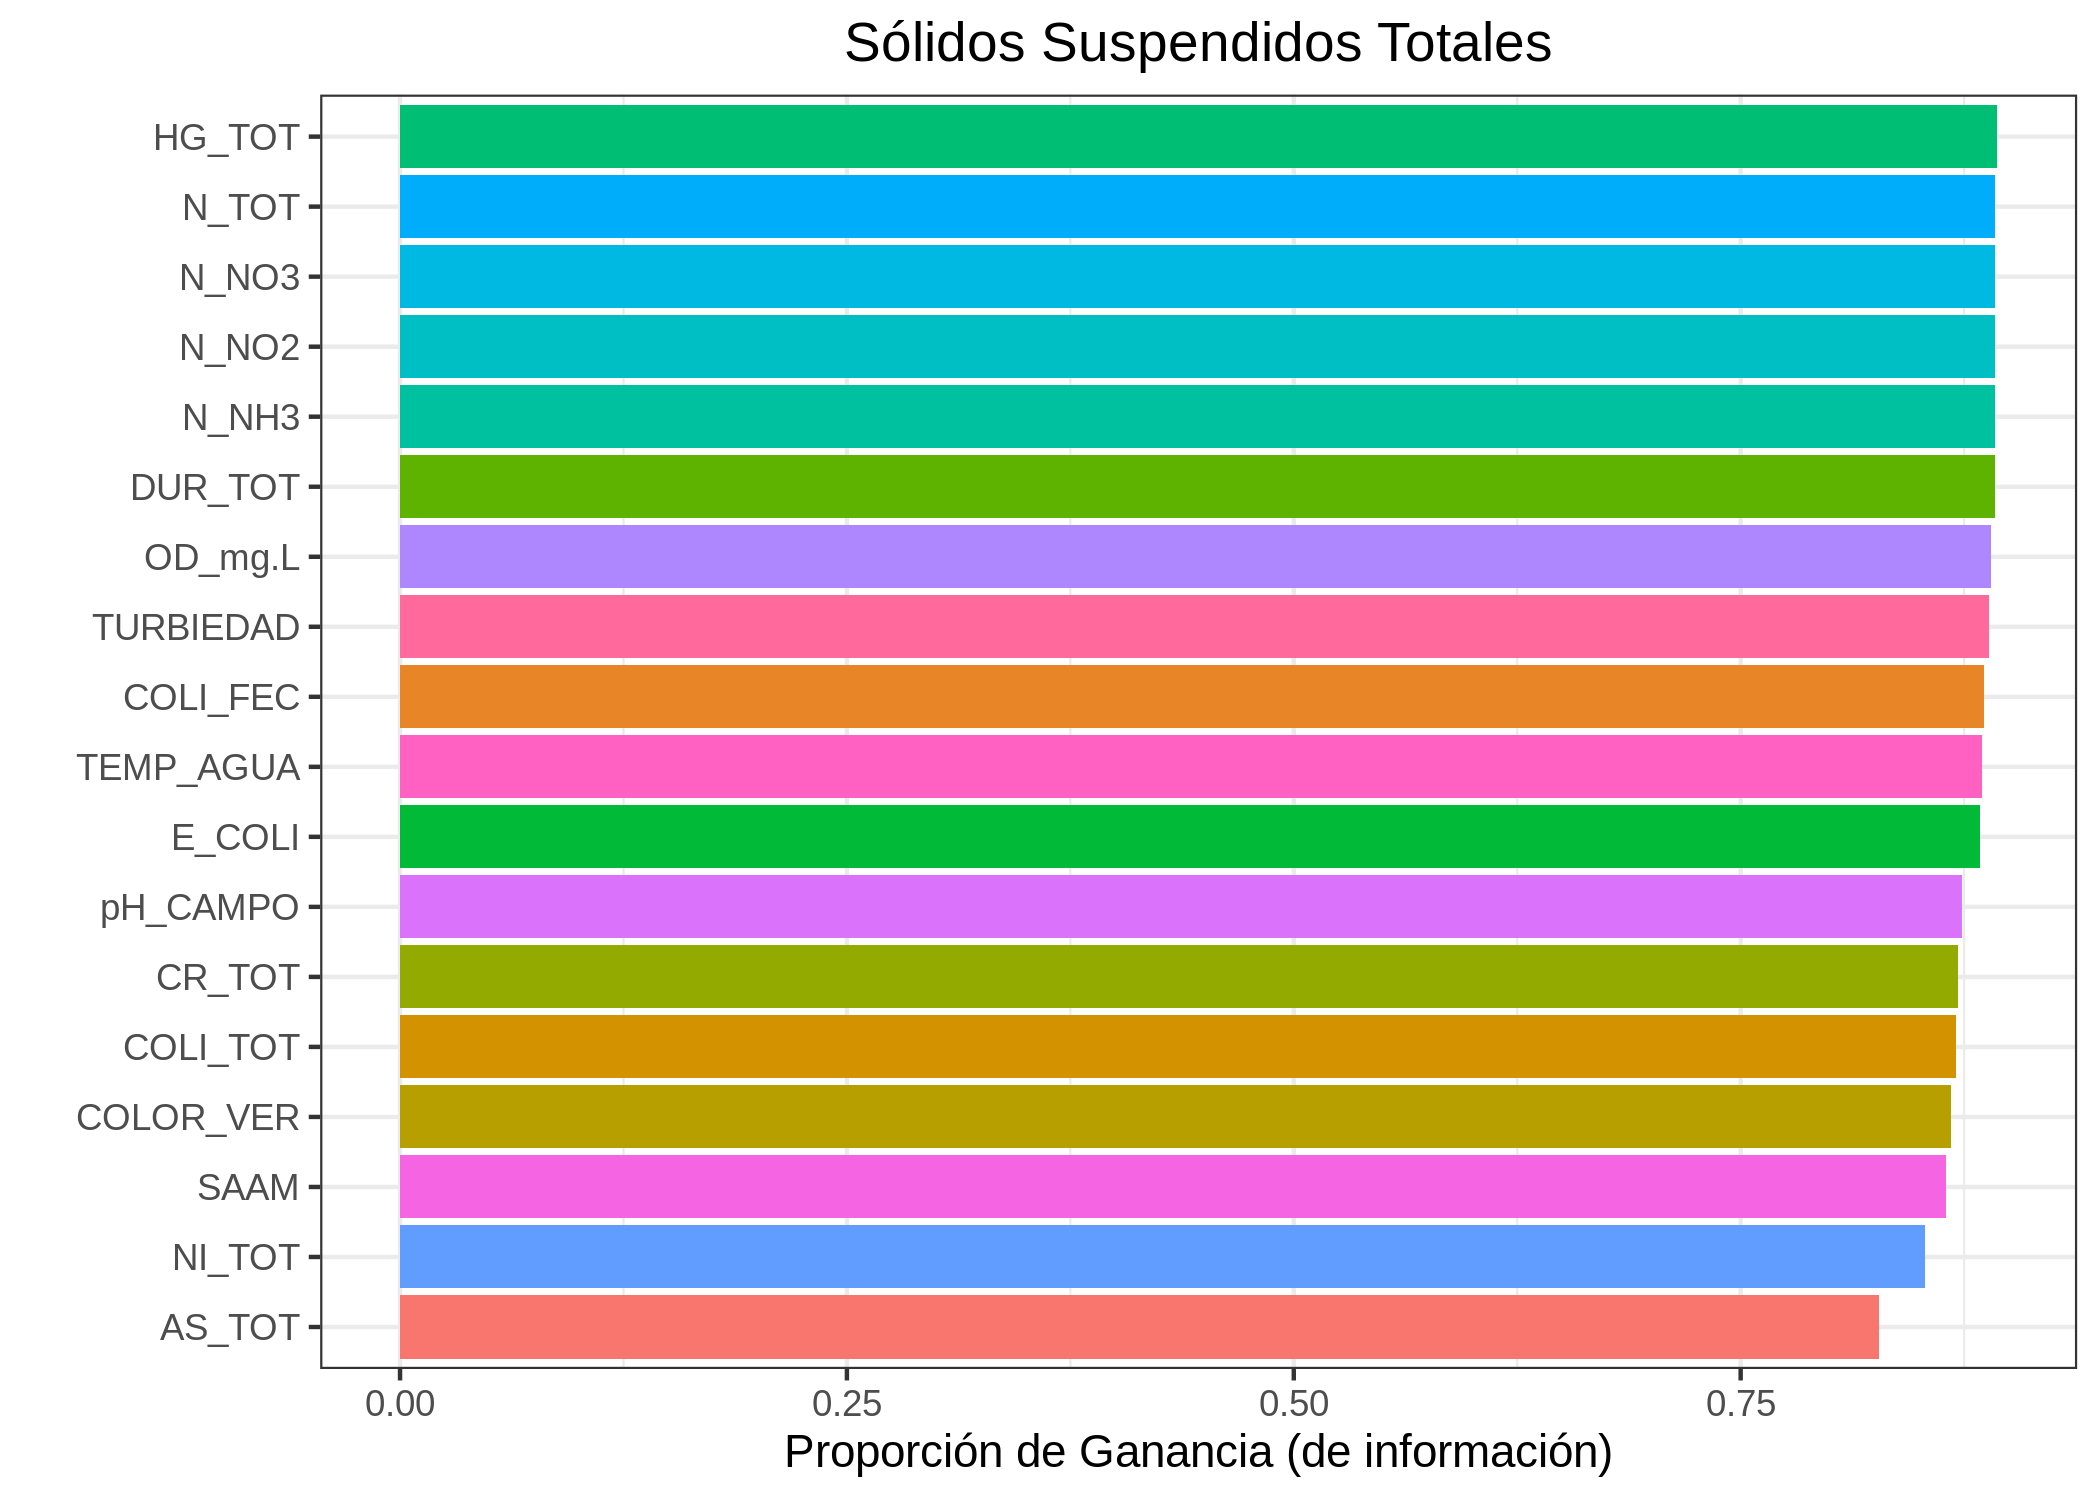 Sólidos Suspendidos Totales
HG_TOT
N_TOT
N_NO3
N_NO2
N_NH3
DUR_TOT
OD_mg.L
TURBIEDAD
COLI_FEC
TEMP_AGUA
E_COLI
pH_CAMPO
CR_TOT
COLI_TOT
COLOR_VER
SAAM
NI_TOT
AS_TOT
0.00 0.25 0.50 0.75
Proporción de Ganancia (de información)